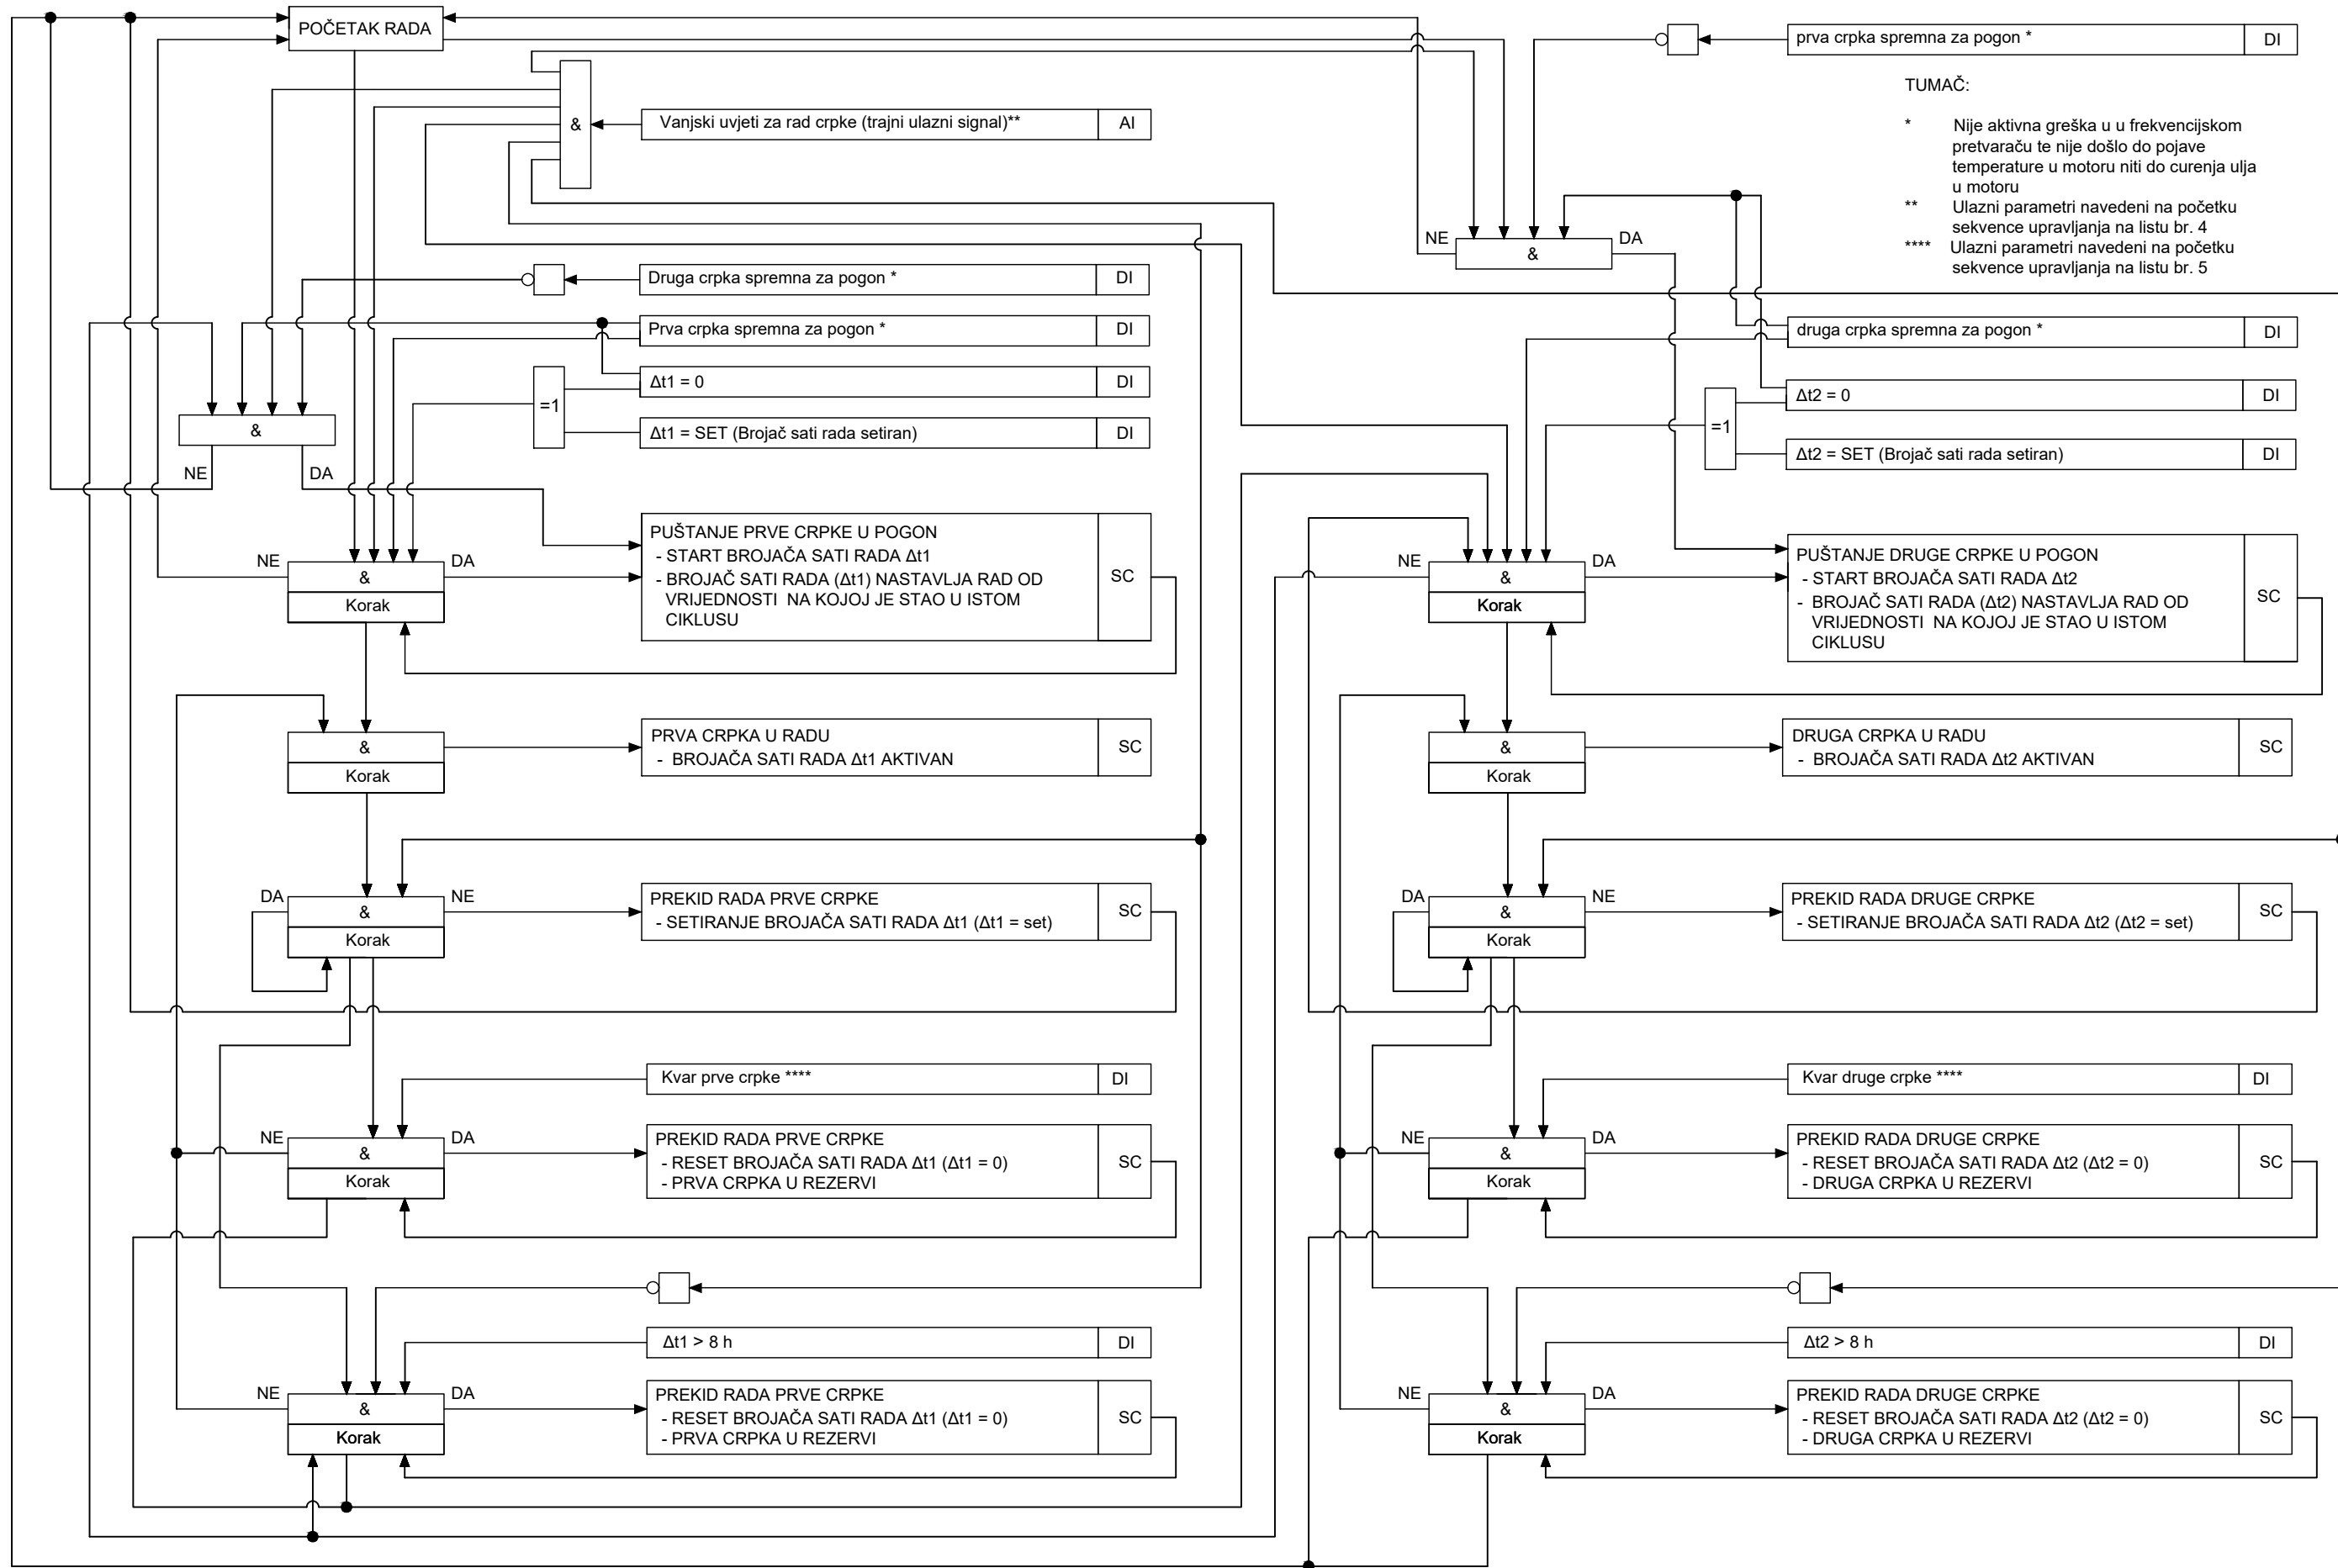 POČETAK RADA
&
Vanjski uvjeti za rad crpke (trajni ulazni signal)** AI
Druga crpka spremna za pogon * DI
Prva crpka spremna za pogon * DI
Δt1 = 0 DI
=1
Δt1 = SET (Brojač sati rada setiran) DI
&
NE DA
PUŠTANJE PRVE CRPKE U POGON
- START BROJAČA SATI RADA Δt1
- BROJAČ SATI RADA (Δt1) NASTAVLJA RAD OD
VRIJEDNOSTI NA KOJOJ JE STAO U ISTOM
CIKLUSU
SC
NE DA
&
Korak
PRVA CRPKA U RADU
- BROJAČA SATI RADA Δt1 AKTIVAN
SC
&
Korak
DA NE
&
Korak
PREKID RADA PRVE CRPKE
- SETIRANJE BROJAČA SATI RADA Δt1 (Δt1 = set)
SC
Kvar prve crpke **** DI
NE DA
&
Korak
PREKID RADA PRVE CRPKE
- RESET BROJAČA SATI RADA Δt1 (Δt1 = 0)
- PRVA CRPKA U REZERVI
SC
Δt1 > 8 h DI
NE DA
&
Korak
PREKID RADA PRVE CRPKE
- RESET BROJAČA SATI RADA Δt1 (Δt1 = 0)
- PRVA CRPKA U REZERVI
SC
prva crpka spremna za pogon * DI
TUMAČ:
* Nije aktivna greška u u frekvencijskom
pretvaraču te nije došlo do pojave
temperature u motoru niti do curenja ulja
u motoru
** Ulazni parametri navedeni na početku
sekvence upravljanja na listu br. 4
**** Ulazni parametri navedeni na početku
sekvence upravljanja na listu br. 5
NE DA
&
druga crpka spremna za pogon * DI
Δt2 = 0 DI
=1
Δt2 = SET (Brojač sati rada setiran) DI
PUŠTANJE DRUGE CRPKE U POGON
- START BROJAČA SATI RADA Δt2
- BROJAČ SATI RADA (Δt2) NASTAVLJA RAD OD
VRIJEDNOSTI NA KOJOJ JE STAO U ISTOM
CIKLUSU
SC
NE DA
&
Korak
DRUGA CRPKA U RADU
- BROJAČA SATI RADA Δt2 AKTIVAN
SC
&
Korak
DA NE
&
Korak
PREKID RADA DRUGE CRPKE
- SETIRANJE BROJAČA SATI RADA Δt2 (Δt2 = set)
SC
Kvar druge crpke **** DI
NE DA
&
Korak
PREKID RADA DRUGE CRPKE
- RESET BROJAČA SATI RADA Δt2 (Δt2 = 0)
- DRUGA CRPKA U REZERVI
SC
Δt2 > 8 h DI
NE DA
&
Korak
PREKID RADA DRUGE CRPKE
- RESET BROJAČA SATI RADA Δt2 (Δt2 = 0)
- DRUGA CRPKA U REZERVI
SC